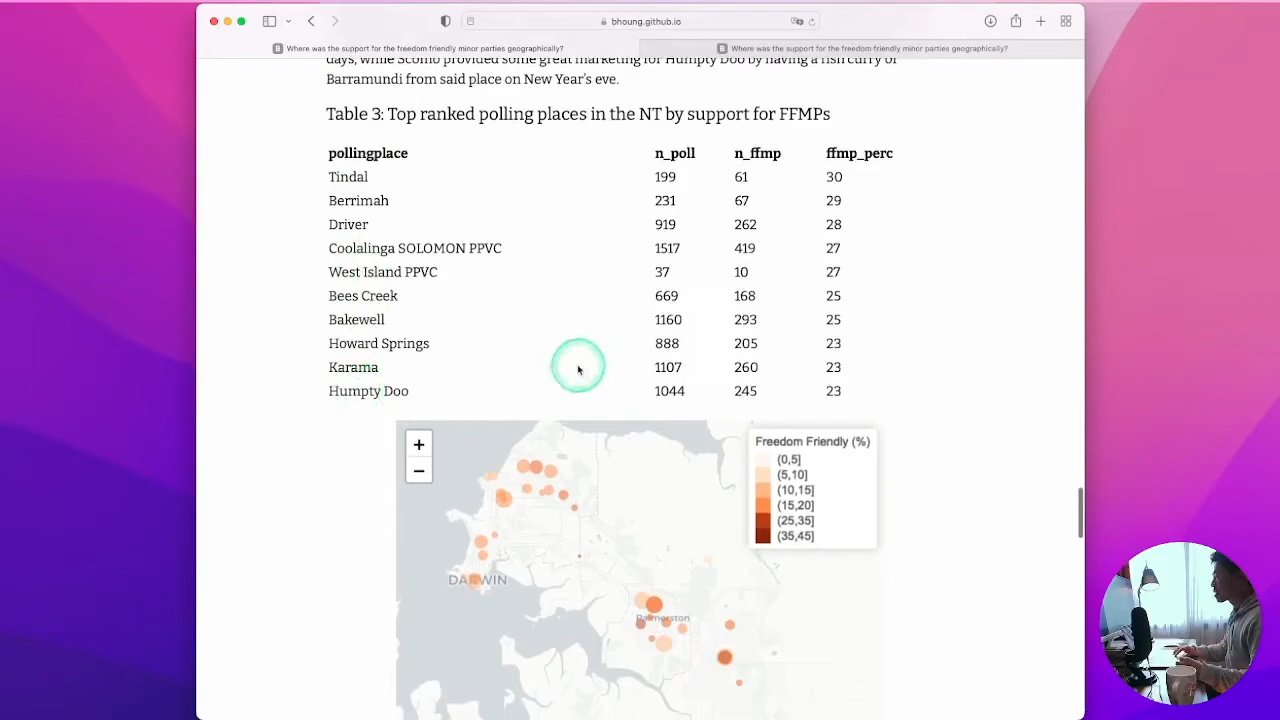 bhoung.github.io
Where was the support for the freedom friendly minor parties geographically?
Where was the support for the freedom friendly minor parties geographically?
days, while Scomo provided some great marketing for Humpty Doo by having a fish curry of
Barramundi from said place on New Year's eve.
Table 3: Top ranked polling places in the NT by support for FFMPs
pollingplace n_poll n_ffmp ffmp_perc
Tindal 199 61 30
Berrimah 231 67 29
Driver 919 262 28
Coolalinga SOLOMON PPVC 1517 419 27
West Island PPVC 37 10 27
Bees Creek 669 168 25
Bakewell 1160 293 25
Howard Springs 888 205 23
Karama 1107 260 23
Humpty Doo 1044 245 23
+
−
Freedom Friendly (%)
(0,5]
(5,10]
(10,15]
(15,20]
(25,35]
(35,45]
DARWIN
Palmerston